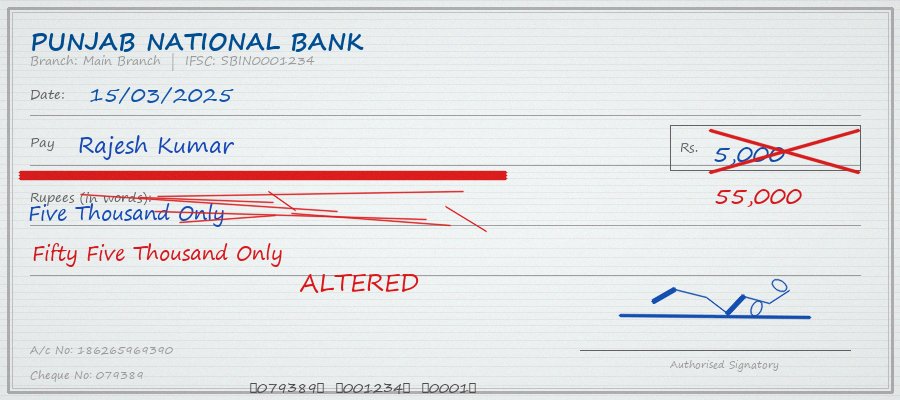 PUNJAB NATIONAL BANK
Branch: Main Branch | IFSC: SBIN0001234
Date: 15/03/2025
Pay Rajesh Kumar
Rs. 5,000
55,000
Rupees (in words):
Five Thousand Only
Fifty Five Thousand Only
ALTERED
A/c No: 186265969390
Authorised Signatory
Cheque No: 079389
▯079389▯ ▯001234▯ ▯0001▯